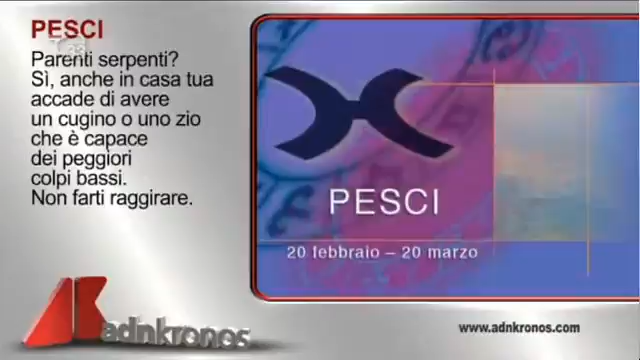 PESCI
Parenti serpenti?
Sì, anche in casa tua
accade di avere
un cugino o uno zio
che è capace
dei peggiori
colpi bassi.
Non farti raggirare.
PESCI
20 febbraio – 20 marzo
adnkronos
www.adnkronos.com